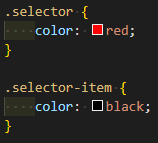 .selector {
    color: red;
}

.selector-item {
    color: black;
}